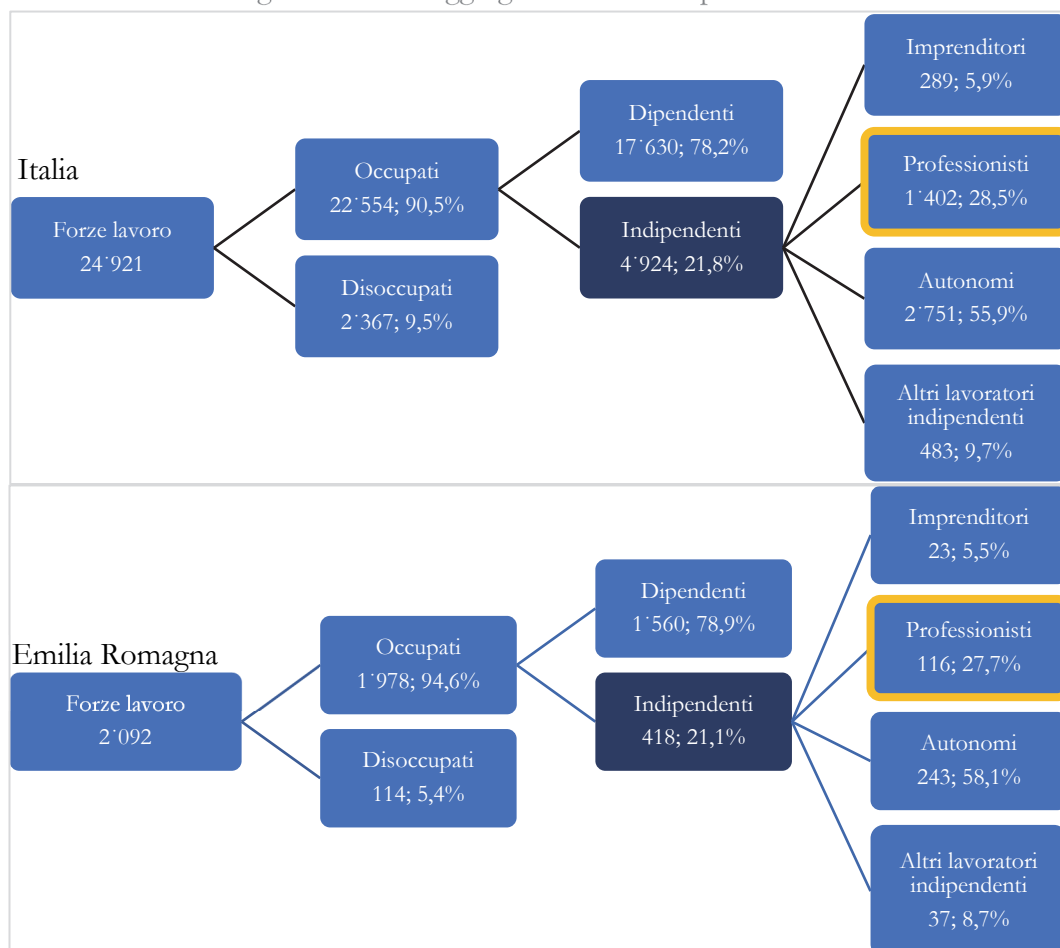 Italia
Forze lavoro
24˙921
Occupati
22˙554; 90,5%
Disoccupati
2˙367; 9,5%
Dipendenti
17˙630; 78,2%
Indipendenti
4˙924; 21,8%
Imprenditori
289; 5,9%
Professionisti
1˙402; 28,5%
Autonomi
2˙751; 55,9%
Altri lavoratori
indipendenti
483; 9,7%
Emilia Romagna
Forze lavoro
2˙092
Occupati
1˙978; 94,6%
Disoccupati
114; 5,4%
Dipendenti
1˙560; 78,9%
Indipendenti
418; 21,1%
Imprenditori
23; 5,5%
Professionisti
116; 27,7%
Autonomi
243; 58,1%
Altri lavoratori
indipendenti
37; 8,7%